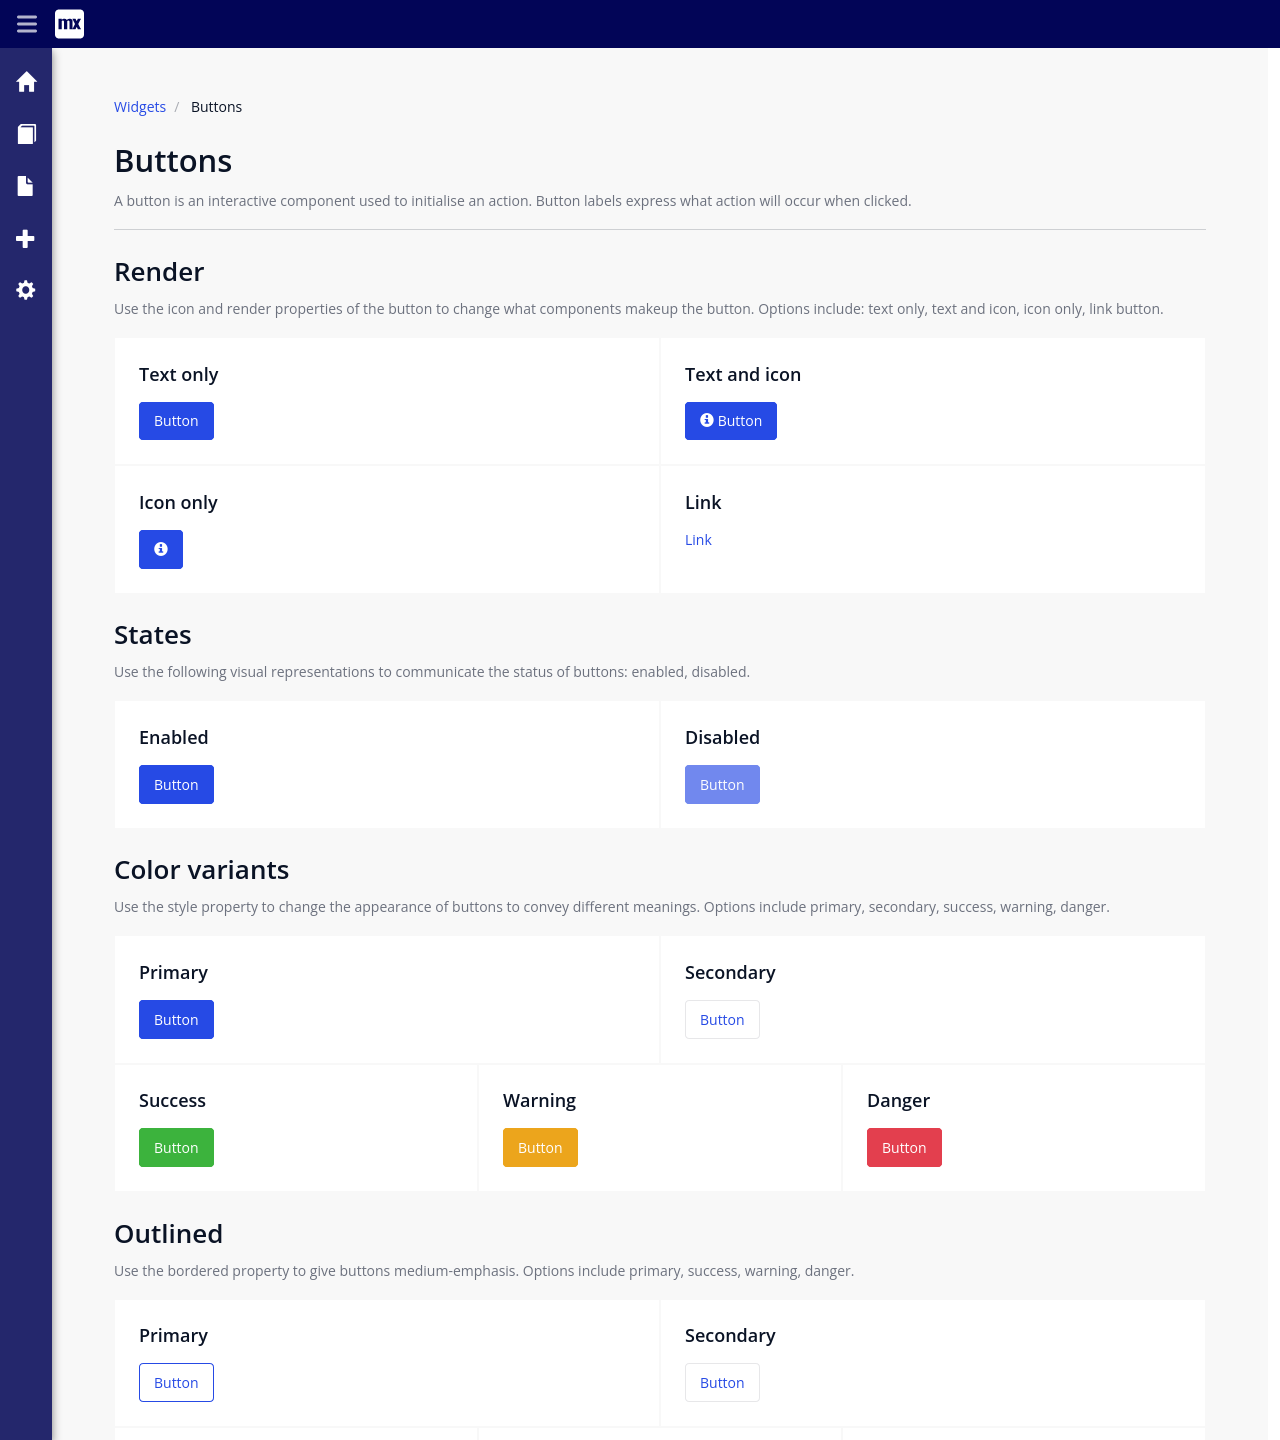 mx
Widgets / Buttons
Buttons
A button is an interactive component used to initialise an action. Button labels express what action will occur when clicked.
Render
Use the icon and render properties of the button to change what components makeup the button. Options include: text only, text and icon, icon only, link button.
Text only
Button
Text and icon
Button
Icon only
Link
Link
States
Use the following visual representations to communicate the status of buttons: enabled, disabled.
Enabled
Button
Disabled
Button
Color variants
Use the style property to change the appearance of buttons to convey different meanings. Options include primary, secondary, success, warning, danger.
Primary
Button
Secondary
Button
Success
Button
Warning
Button
Danger
Button
Outlined
Use the bordered property to give buttons medium-emphasis. Options include primary, success, warning, danger.
Primary
Button
Secondary
Button